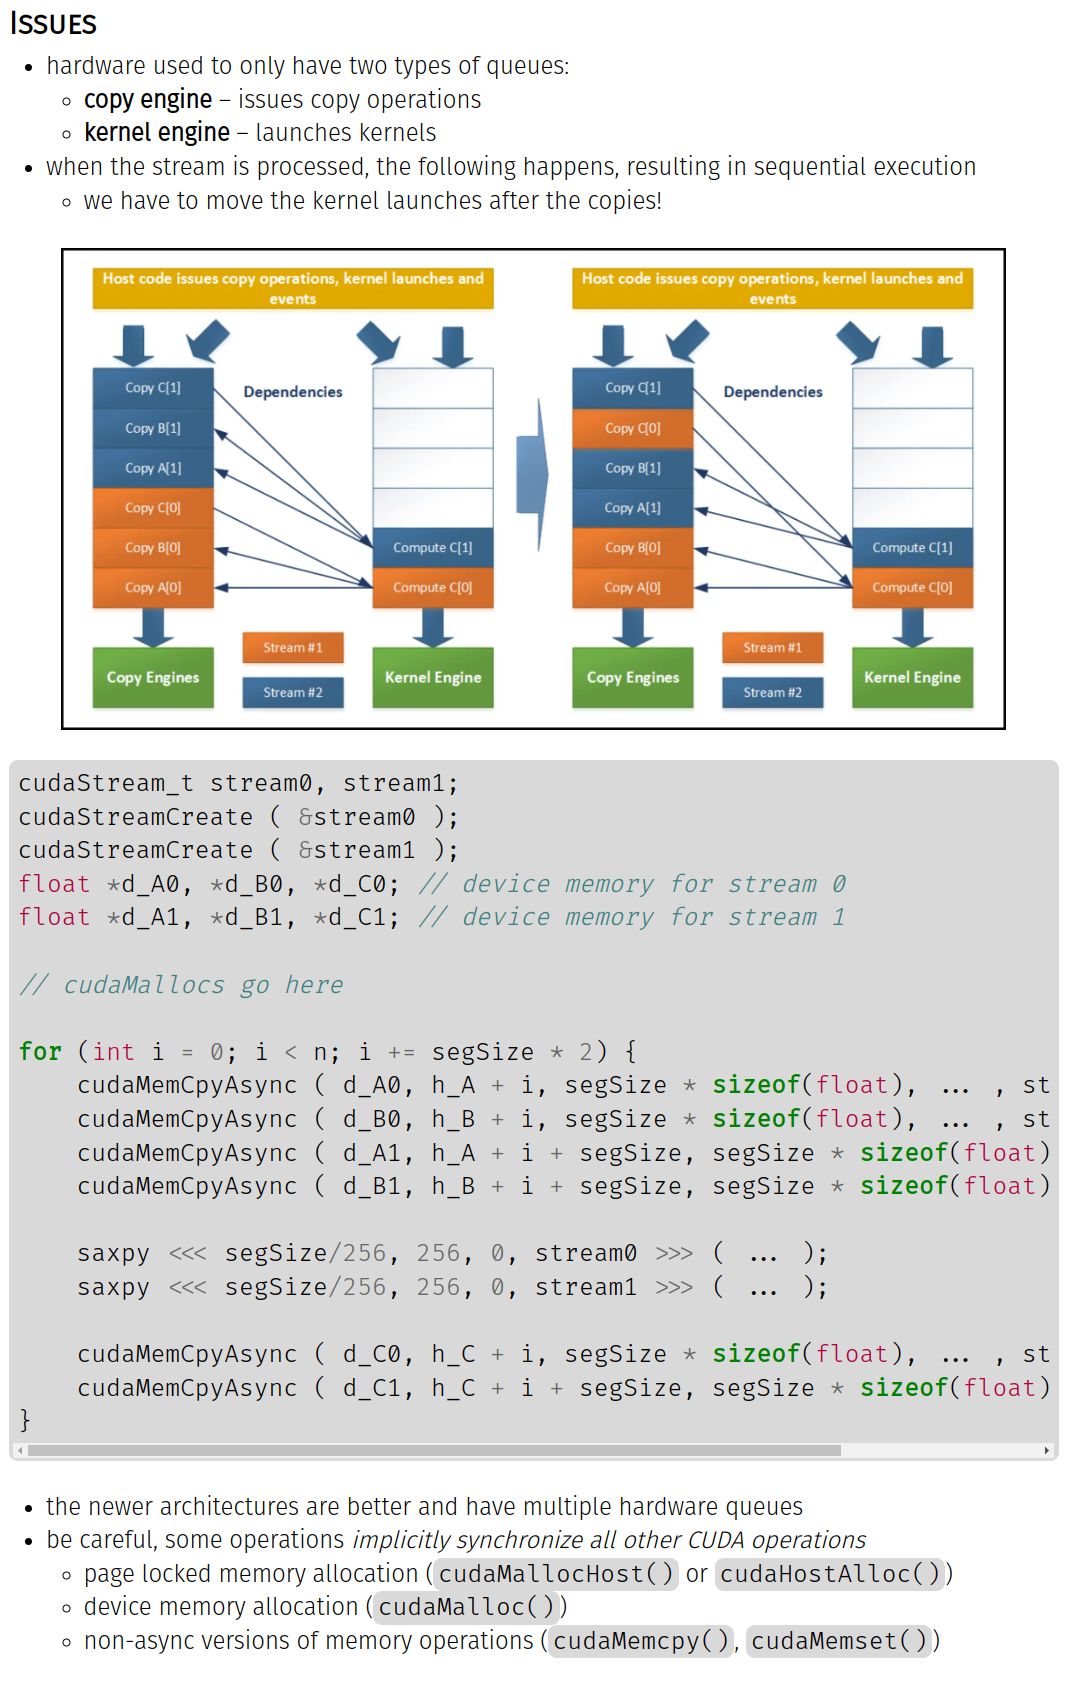 Issues
hardware used to only have two types of queues:
copy engine – issues copy operations
kernel engine – launches kernels
when the stream is processed, the following happens, resulting in sequential execution
we have to move the kernel launches after the copies!
Host code issues copy operations, kernel launches and
events
Copy C[1]
Copy B[1]
Copy A[1]
Copy C[0]
Copy B[0]
Copy A[0]
Dependencies
Compute C[1]
Compute C[0]
Copy Engines
Stream #1
Stream #2
Kernel Engine
Host code issues copy operations, kernel launches and
events
Copy C[1]
Copy C[0]
Copy B[1]
Copy A[1]
Copy B[0]
Copy A[0]
Dependencies
Compute C[1]
Compute C[0]
Copy Engines
Stream #1
Stream #2
Kernel Engine
cudaStream_t stream0, stream1;
cudaStreamCreate ( &stream0 );
cudaStreamCreate ( &stream1 );
float *d_A0, *d_B0, *d_C0; // device memory for stream 0
float *d_A1, *d_B1, *d_C1; // device memory for stream 1
// cudaMallocs go here
for (int i = 0; i < n; i += segSize * 2) {
cudaMemCpyAsync ( d_A0, h_A + i, segSize * sizeof(float), ... , st
cudaMemCpyAsync ( d_B0, h_B + i, segSize * sizeof(float), ... , st
cudaMemCpyAsync ( d_A1, h_A + i + segSize, segSize * sizeof(float)
cudaMemCpyAsync ( d_B1, h_B + i + segSize, segSize * sizeof(float)
saxpy <<< segSize/256, 256, 0, stream0 >>> ( ... );
saxpy <<< segSize/256, 256, 0, stream1 >>> ( ... );
cudaMemCpyAsync ( d_C0, h_C + i, segSize * sizeof(float), ... , st
cudaMemCpyAsync ( d_C1, h_C + i + segSize, segSize * sizeof(float)
}
the newer architectures are better and have multiple hardware queues
be careful, some operations implicitly synchronize all other CUDA operations
page locked memory allocation (cudaMallocHost() or cudaHostAlloc())
device memory allocation (cudaMalloc())
non-async versions of memory operations (cudaMemcpy(), cudaMemset())